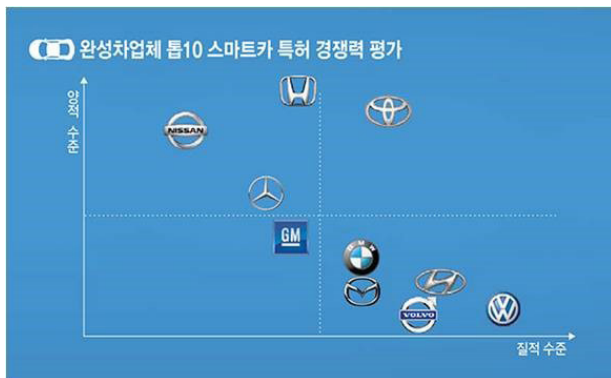 완성차업체 톱10 스마트카 특허 경쟁력 평가
양적 수준
NISSAN
GM
BMW
VOLVO
질적 수준